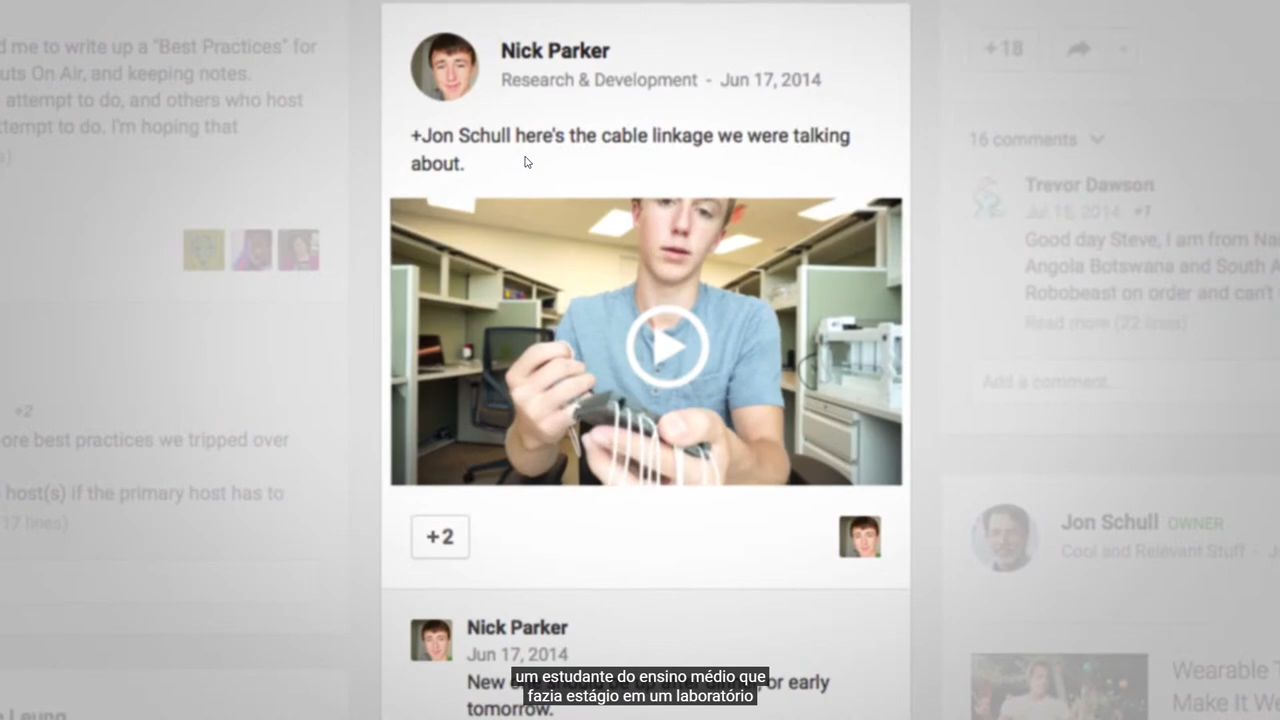 d me to write up a "Best Practices" for
uts On Air, and keeping notes.
attempt to do, and others who host
ttempt to do. I'm hoping that
+2
ore best practices we tripped over
host(s) if the primary host has to
17 lines)
Leung
Nick Parker
Research & Development - Jun 17, 2014
+Jon Schull here's the cable linkage we were talking
about.
+2
Nick Parker
Jun 17, 2014
New
or early
tomorrow.
um estudante do ensino médio que
fazia estágio em um laboratório
+18
16 comments
Trevor Dawson
Jul 15, 2014 +1
Good day Steve, I am from Na
Angola Botswana and South A
Robobeast on order and can't
Read more (22 lines)
Add a comment...
Jon Schull OWNER
Cool and Relevant Stuff - J
Wearable T
Make It W